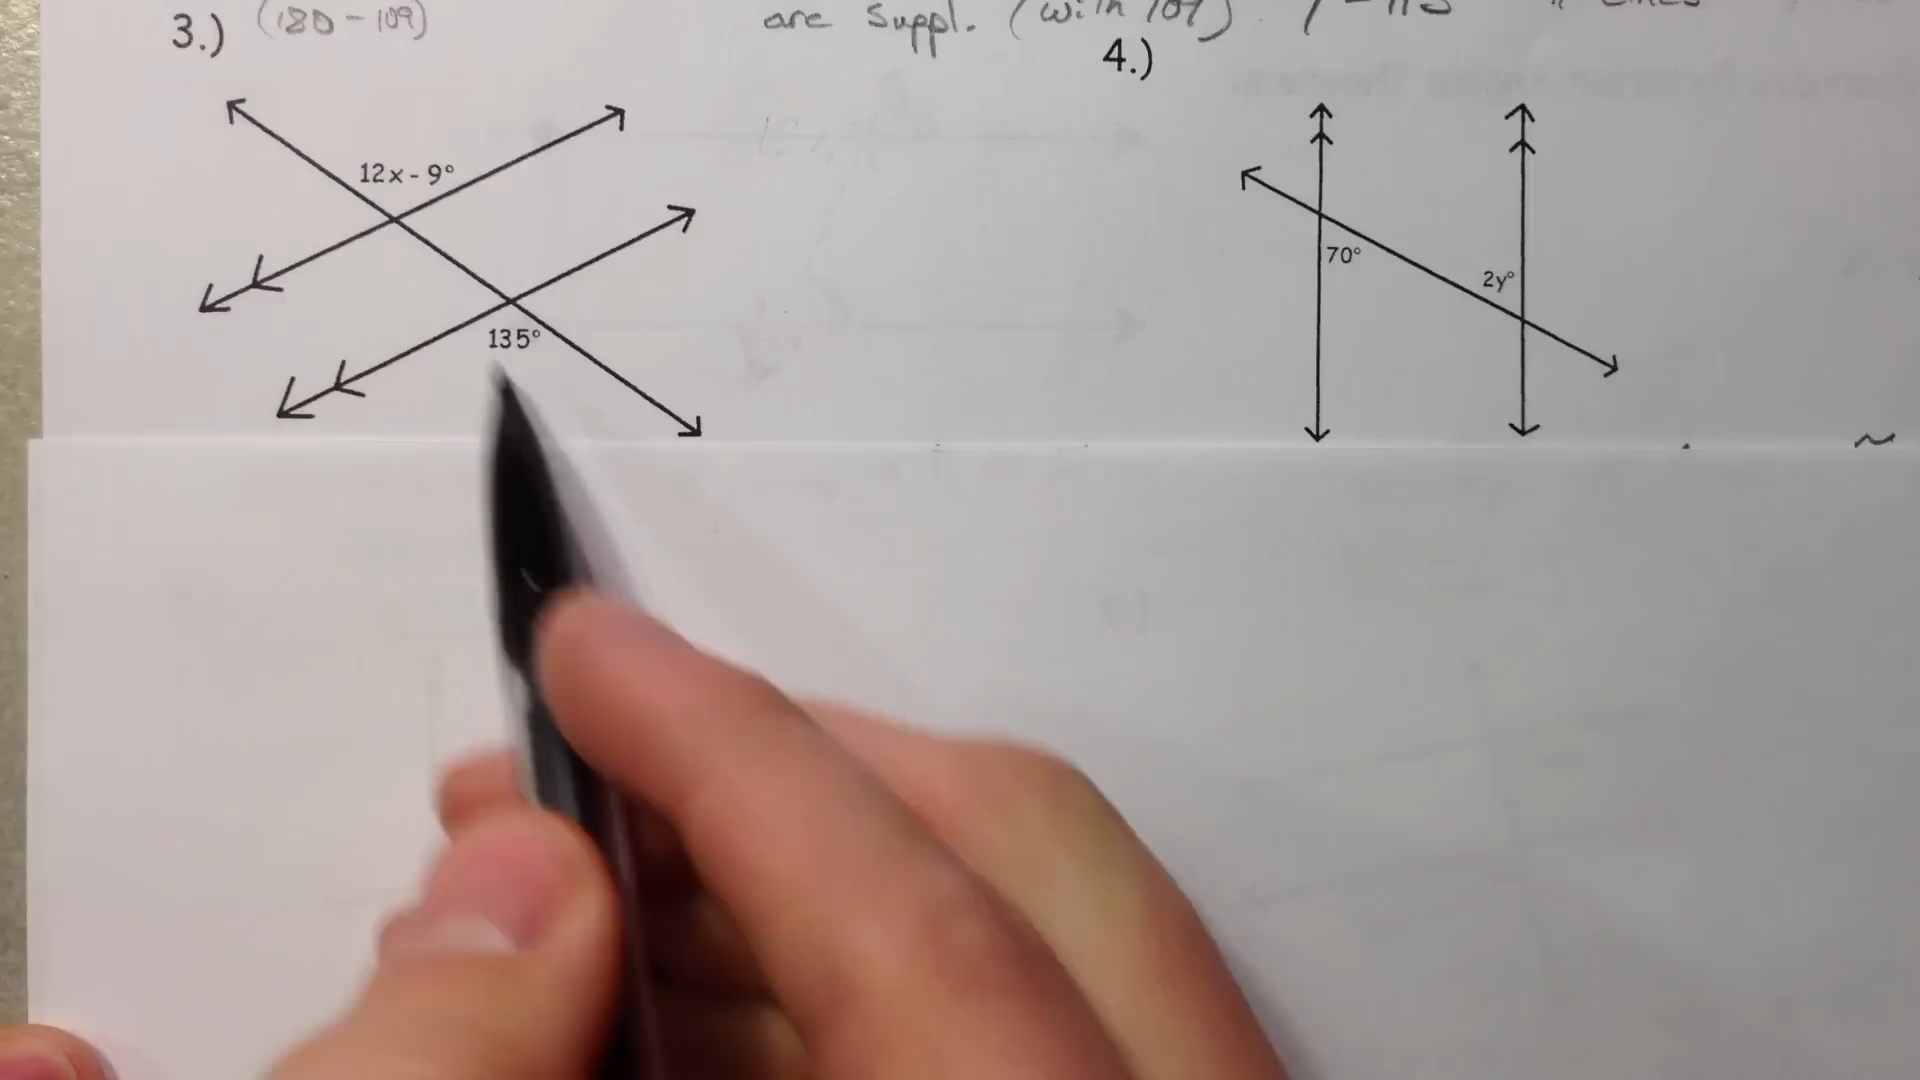 3.) (180 - 109)
are suppl. (with 109)
4.)
12x - 9°
135°
70°
2y°